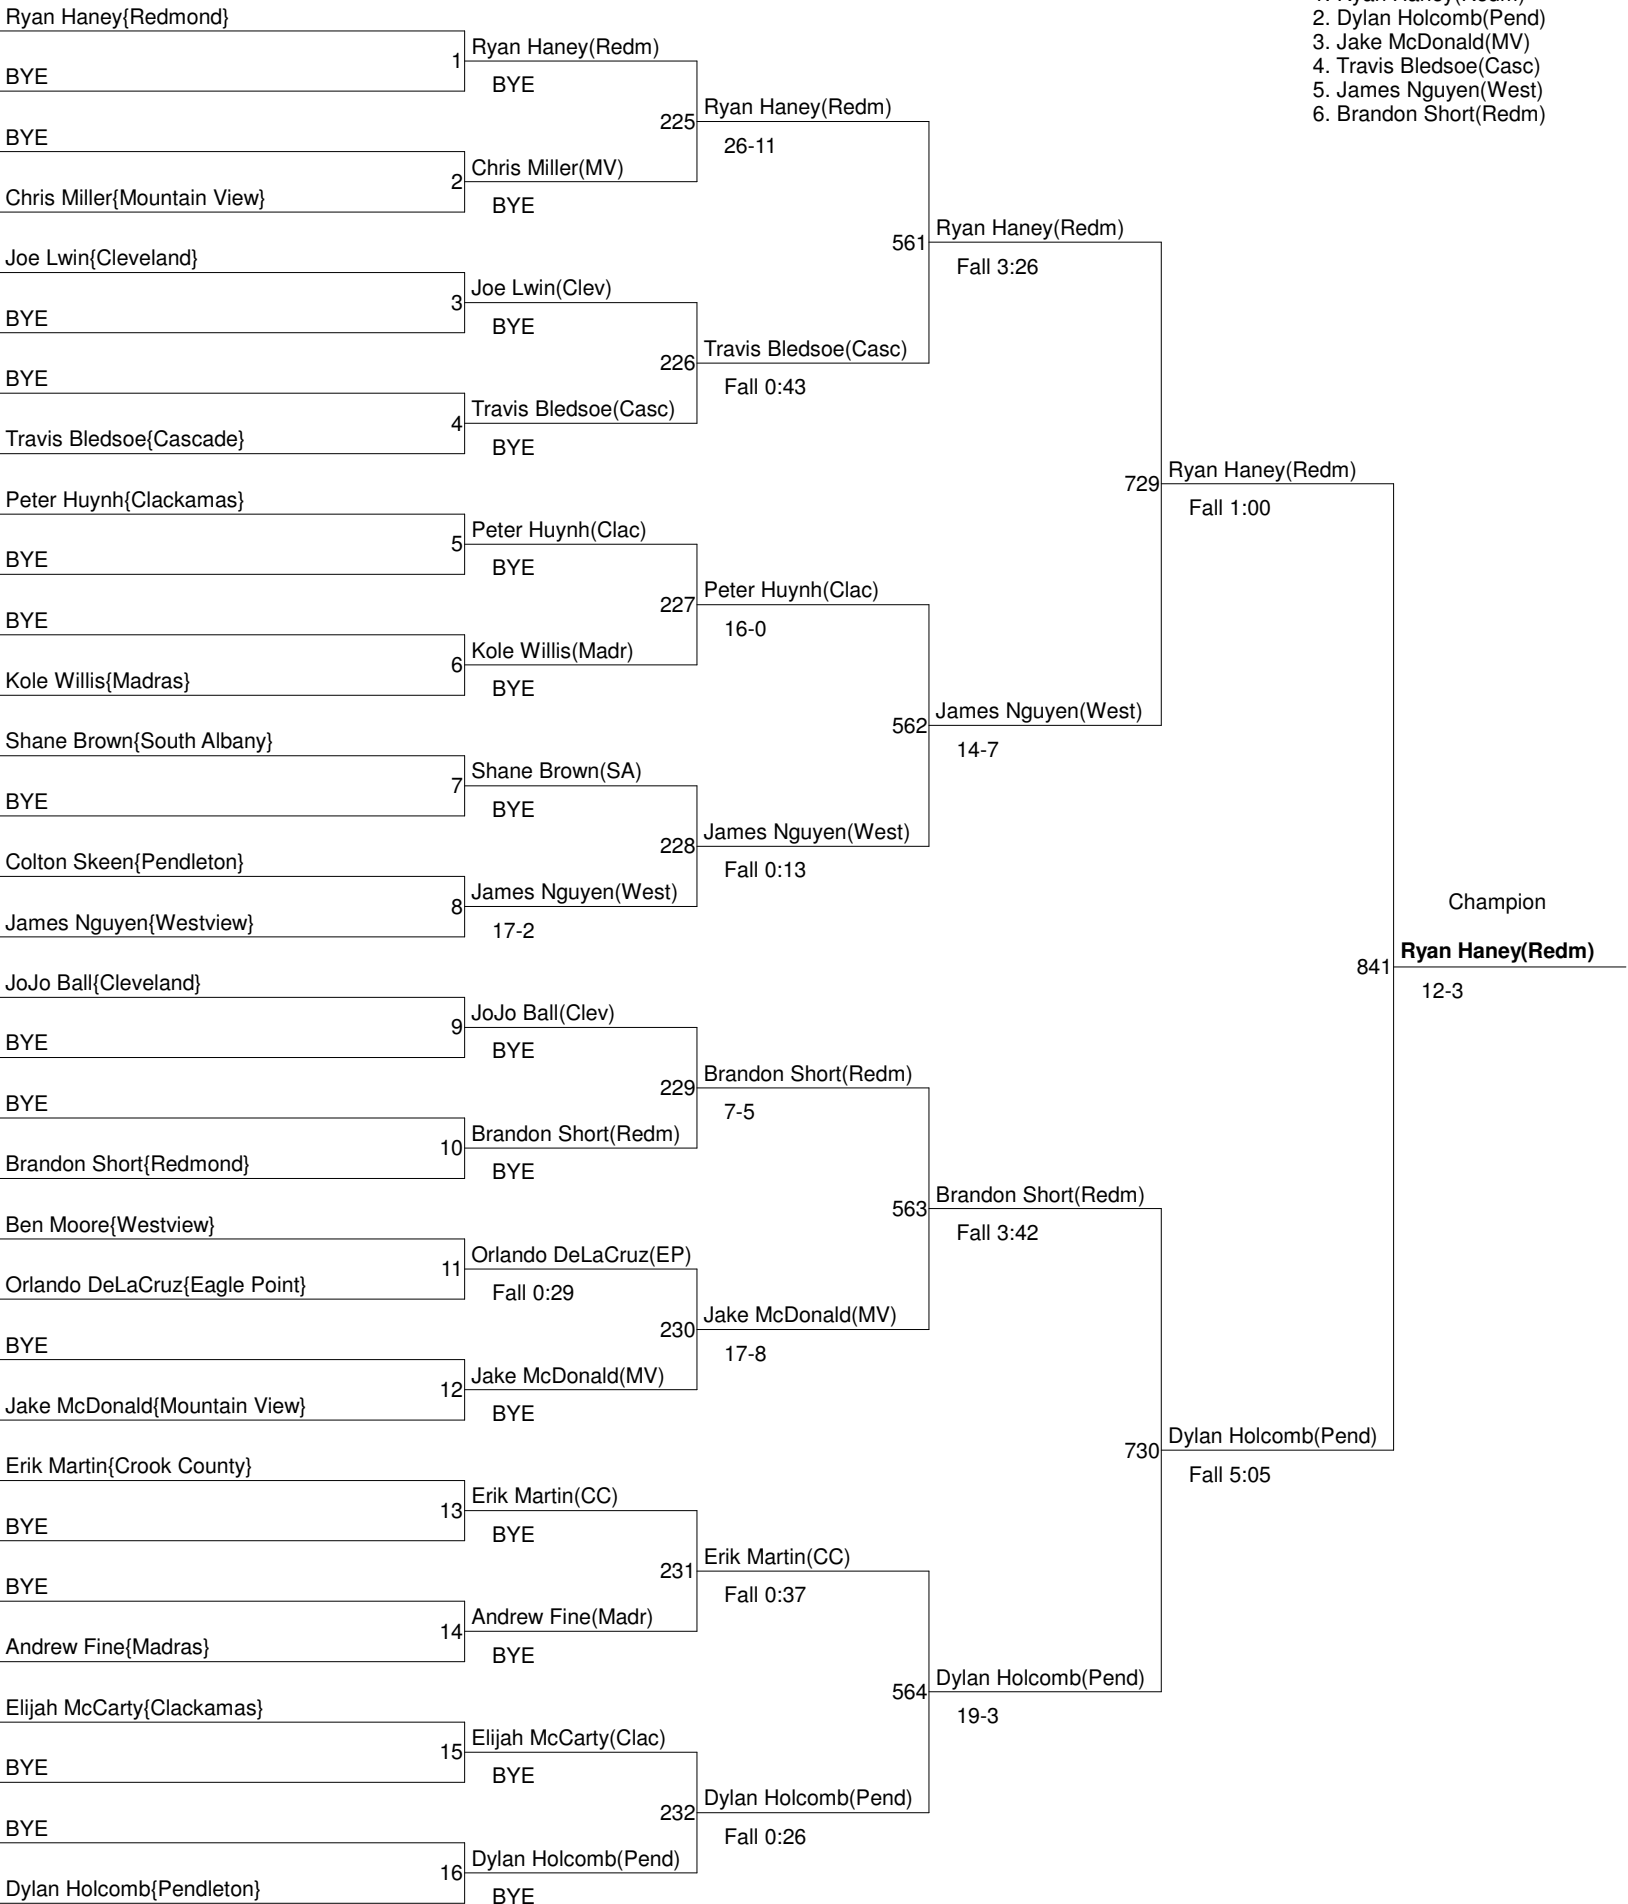 Ryan Haney{Redmond}
BYE
BYE
Chris Miller{Mountain View}
Joe Lwin{Cleveland}
BYE
BYE
Travis Bledsoe{Cascade}
Peter Huynh{Clackamas}
BYE
BYE
Kole Willis{Madras}
Shane Brown{South Albany}
BYE
Colton Skeen{Pendleton}
James Nguyen{Westview}
JoJo Ball{Cleveland}
BYE
BYE
Brandon Short{Redmond}
Ben Moore{Westview}
Orlando DeLaCruz{Eagle Point}
BYE
Jake McDonald{Mountain View}
Erik Martin{Crook County}
BYE
BYE
Andrew Fine{Madras}
Elijah McCarty{Clackamas}
BYE
BYE
Dylan Holcomb{Pendleton}
1 Ryan Haney(Redm)
BYE
2 Chris Miller(MV)
BYE
3 Joe Lwin(Clev)
BYE
4 Travis Bledsoe(Casc)
BYE
5 Peter Huynh(Clac)
BYE
6 Kole Willis(Madr)
BYE
7 Shane Brown(SA)
BYE
8 James Nguyen(West)
17-2
9 JoJo Ball(Clev)
BYE
10 Brandon Short(Redm)
BYE
11 Orlando DeLaCruz(EP)
Fall 0:29
12 Jake McDonald(MV)
BYE
13 Erik Martin(CC)
BYE
14 Andrew Fine(Madr)
BYE
15 Elijah McCarty(Clac)
BYE
16 Dylan Holcomb(Pend)
BYE
225 Ryan Haney(Redm)
26-11
226 Travis Bledsoe(Casc)
Fall 0:43
227 Peter Huynh(Clac)
16-0
228 James Nguyen(West)
Fall 0:13
229 Brandon Short(Redm)
7-5
230 Jake McDonald(MV)
17-8
231 Erik Martin(CC)
Fall 0:37
232 Dylan Holcomb(Pend)
Fall 0:26
561 Ryan Haney(Redm)
Fall 3:26
562 James Nguyen(West)
14-7
563 Brandon Short(Redm)
Fall 3:42
564 Dylan Holcomb(Pend)
19-3
729 Ryan Haney(Redm)
Fall 1:00
730 Dylan Holcomb(Pend)
Fall 5:05
Champion
841 Ryan Haney(Redm)
12-3
1. Ryan Haney(Redm)
2. Dylan Holcomb(Pend)
3. Jake McDonald(MV)
4. Travis Bledsoe(Casc)
5. James Nguyen(West)
6. Brandon Short(Redm)